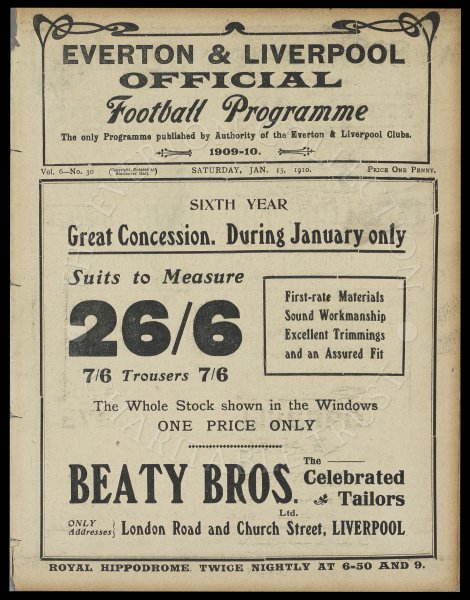 EVERTON & LIVERPOOL
OFFICIAL
Football Programme
The only Programme published by Authority of the Everton & Liverpool Clubs.
1909-10.
Vol. 6—No. 30
SATURDAY, JAN. 15, 1910.
PRICE ONE PENNY.
SIXTH YEAR
Great Concession. During January only
Suits to Measure
26/6
7/6 Trousers 7/6
First-rate Materials
Sound Workmanship
Excellent Trimmings
and an Assured Fit
The Whole Stock shown in the Windows
ONE PRICE ONLY
BEATY BROS.
Ltd.
The
Celebrated
Tailors
ONLY
Addresses
London Road and Church Street, LIVERPOOL
ROYAL HIPPODROME, TWICE NIGHTLY AT 6-50 AND 9.